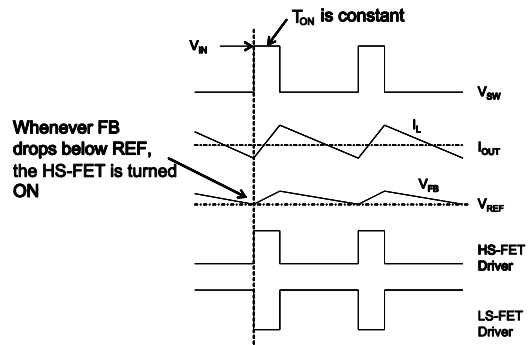 TON is constant
VIN
VSW
Whenever FB
drops below REF,
the HS-FET is turned
ON
IL
IOUT
VFB
VREF
HS-FET
Driver
LS-FET
Driver